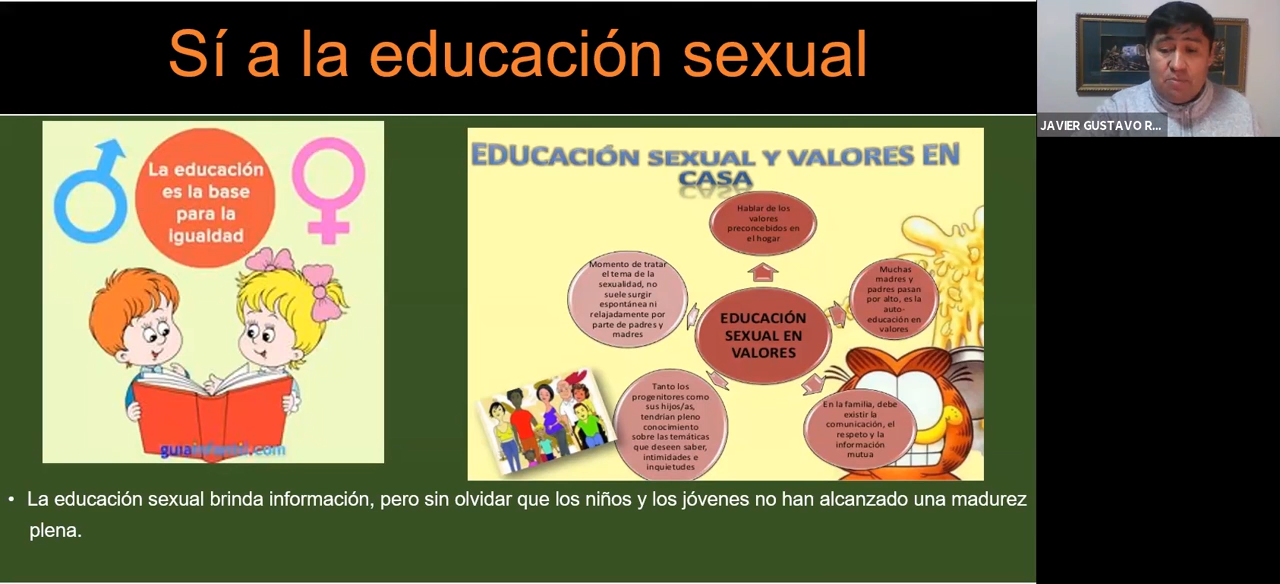 Sí a la educación sexual
JAVIER GUSTAVO R...
La educación
es la base
para la
igualdad
guiainfantil.com
EDUCACIÓN SEXUAL Y VALORES EN
CASA
Hablar de los
valores
preconcebidos en
el hogar
Momento de tratar
el tema de la
sexualidad, no
suele surgir
espontánea ni
relajadamente por
parte de padres y
madres
Muchas
madres y
padres pasan
por alto, es la
auto-
educación en
valores
EDUCACIÓN
SEXUAL EN
VALORES
Tanto los
progenitores como
sus hijos/as,
tendrían pleno
conocimiento
sobre las temáticas
que deseen saber,
intimidades e
inquietudes
En la familia, debe
existir la
comunicación, el
respeto y la
información
mutua
• La educación sexual brinda información, pero sin olvidar que los niños y los jóvenes no han alcanzado una madurez
plena.